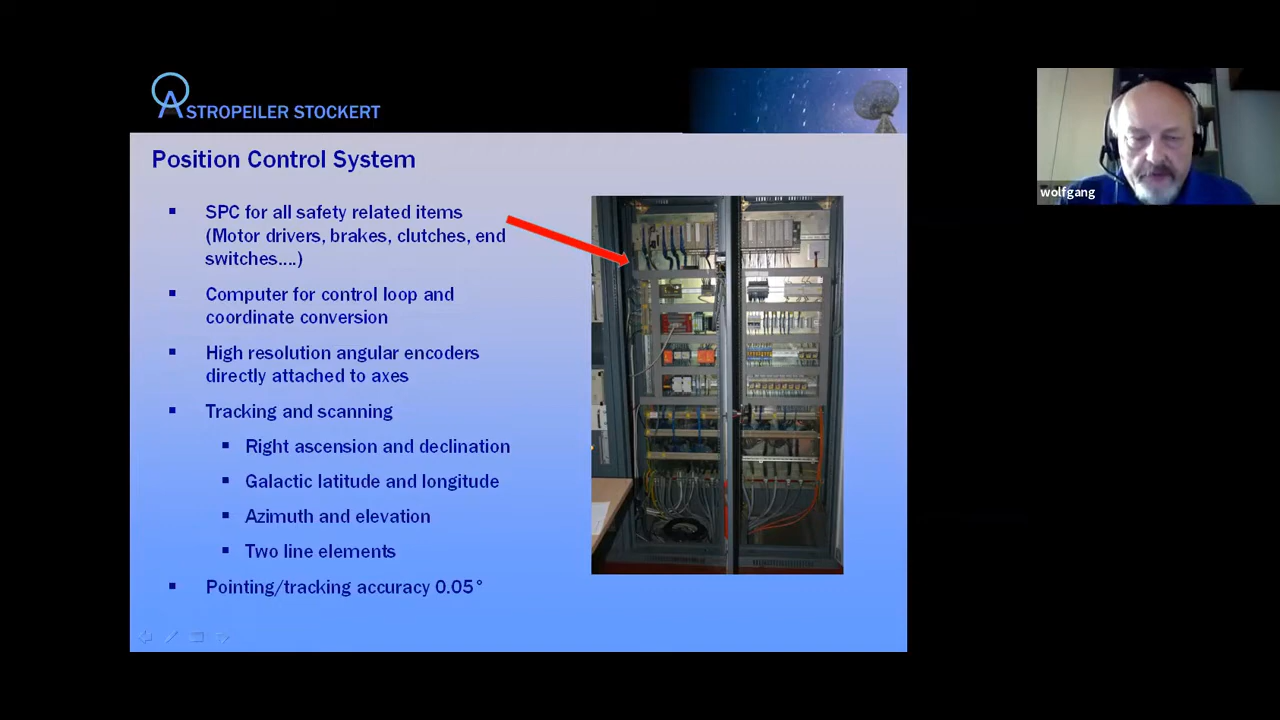 ASTROPEILER STOCKERT
Position Control System
SPC for all safety related items
(Motor drivers, brakes, clutches, end
switches....)
Computer for control loop and
coordinate conversion
High resolution angular encoders
directly attached to axes
Tracking and scanning
Right ascension and declination
Galactic latitude and longitude
Azimuth and elevation
Two line elements
Pointing/tracking accuracy 0.05°
wolfgang